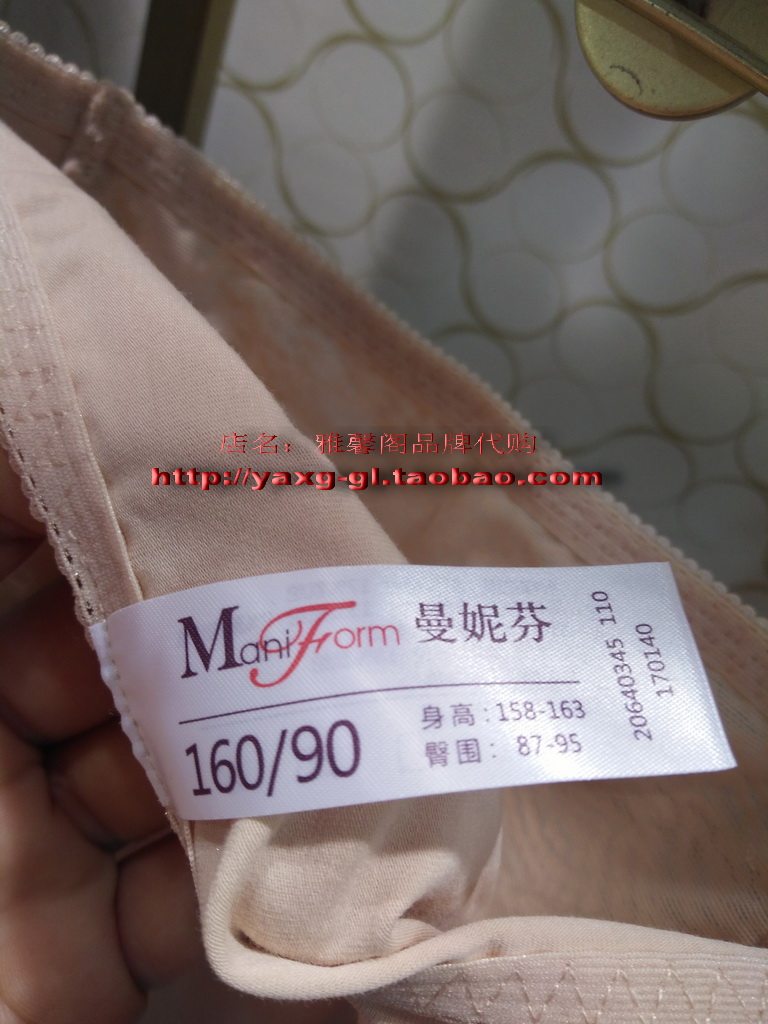 店名：雅馨阁品牌代购
http://yaxg-gl.taobao.com
ManiForm 曼妮芬
160/90
身高:158-163
臀围: 87-95
20640345 110
170140